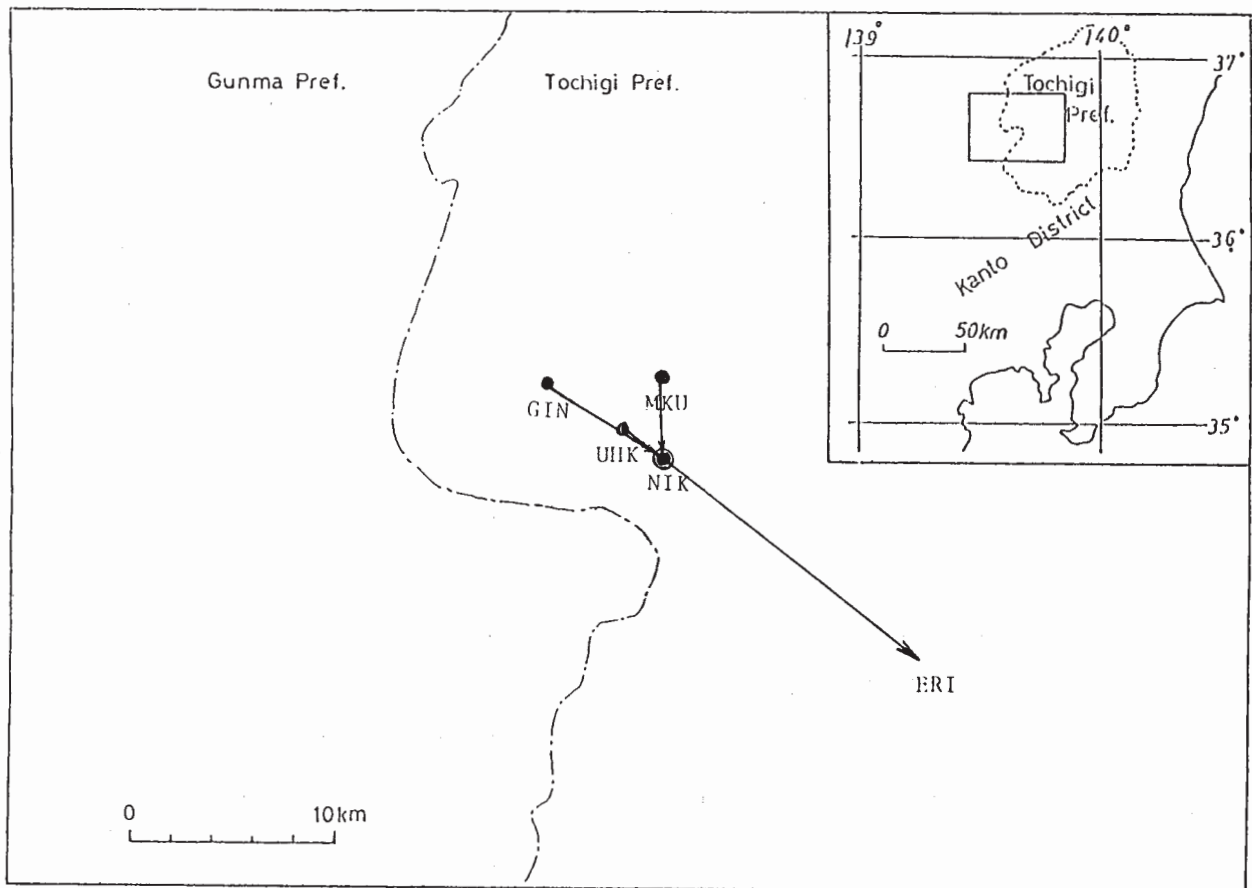 Gunma Pref.
Tochigi Pref.
139°
140°
37°
Tochigi
Pref.
36°
Kanto District
0 50km
35°
GIN
MKU
UHK
NIK
ERI
0 10km